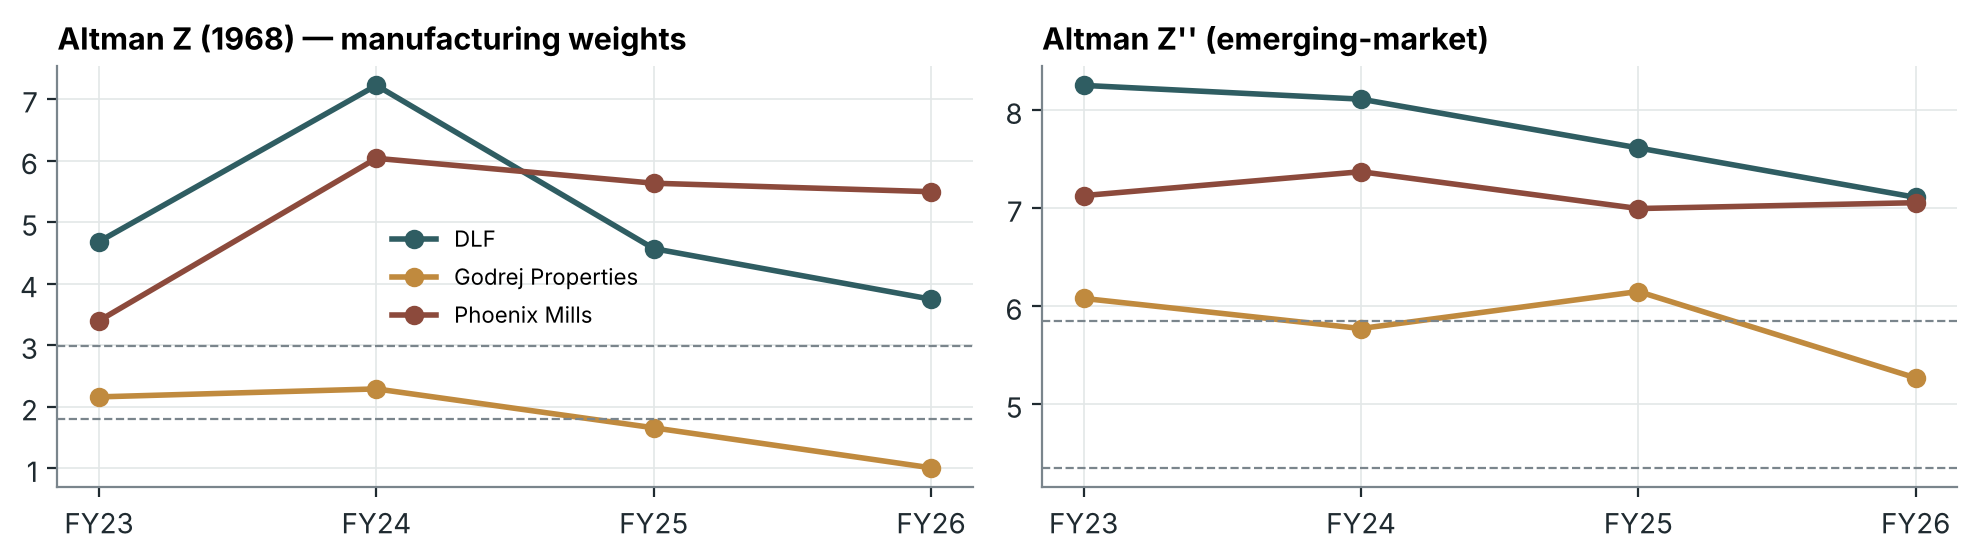 Altman Z (1968) — manufacturing weights
7
6
5
4
3
2
1
DLF
Godrej Properties
Phoenix Mills
FY23 FY24 FY25 FY26
Altman Z'' (emerging-market)
8
7
6
5
FY23 FY24 FY25 FY26